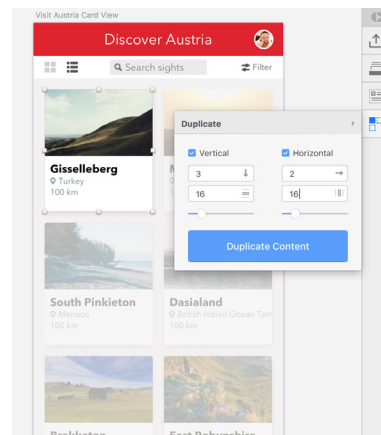 Visit Austria Card View
Discover Austria
Search sights
Filter
Duplicate
Vertical
Horizontal
3
2
16
16
Duplicate Content
Gisselleberg
Turkey
100 km
South Pinkieton
Monaco
100 km
Dasialand
British Indian Ocean Terr
100 km